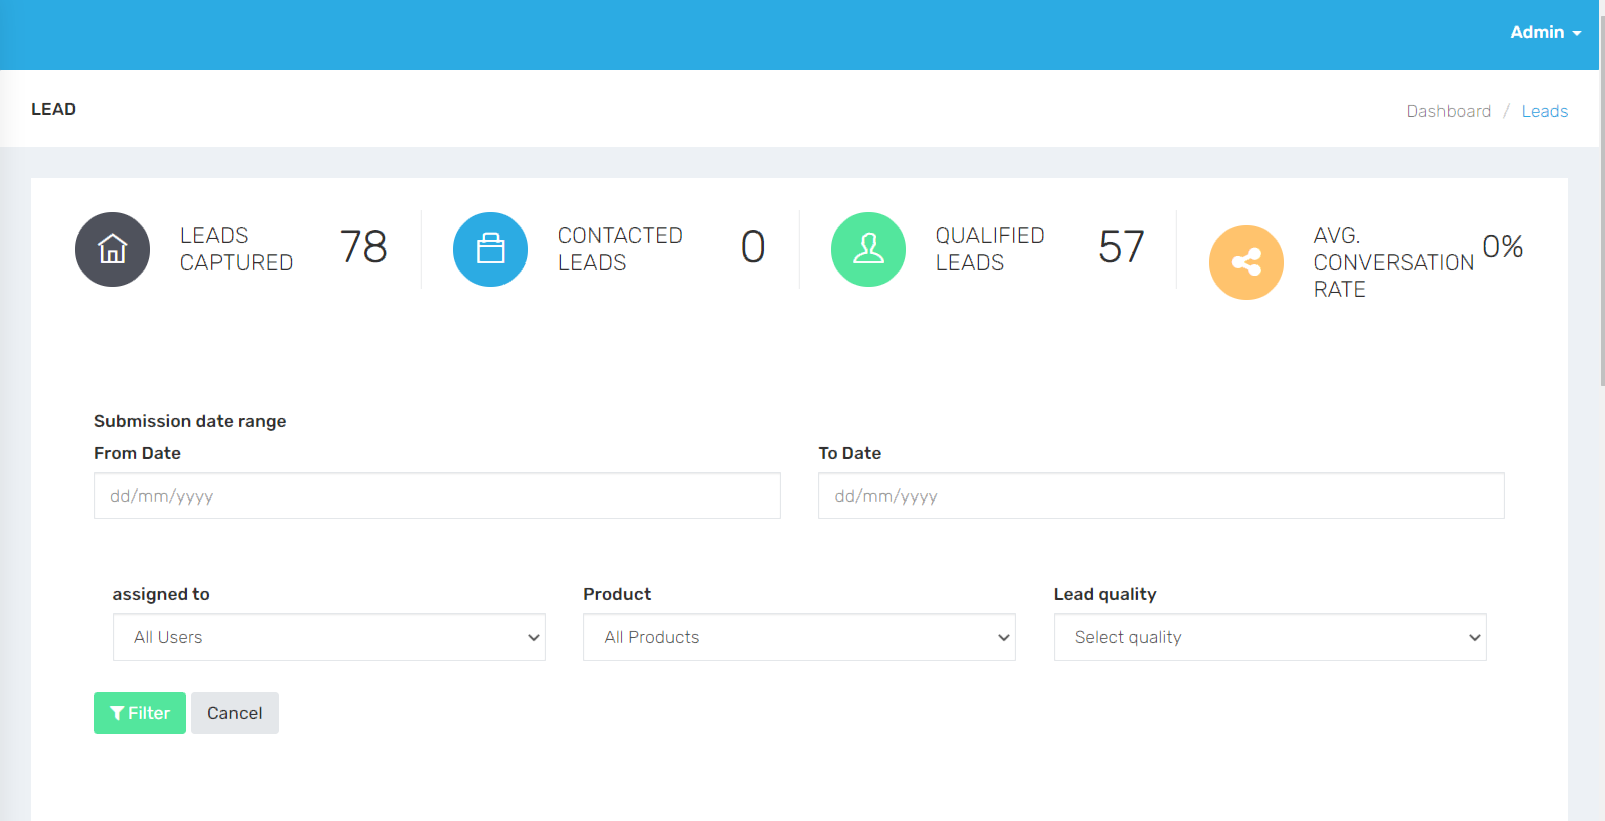 Admin
LEAD
Dashboard / Leads
LEADS
CAPTURED
78
CONTACTED
LEADS
0
QUALIFIED
LEADS
57
AVG.
CONVERSATION
RATE
0%
Submission date range
From Date
To Date
dd/mm/yyyy
dd/mm/yyyy
assigned to
Product
Lead quality
All Users
All Products
Select quality
Filter
Cancel